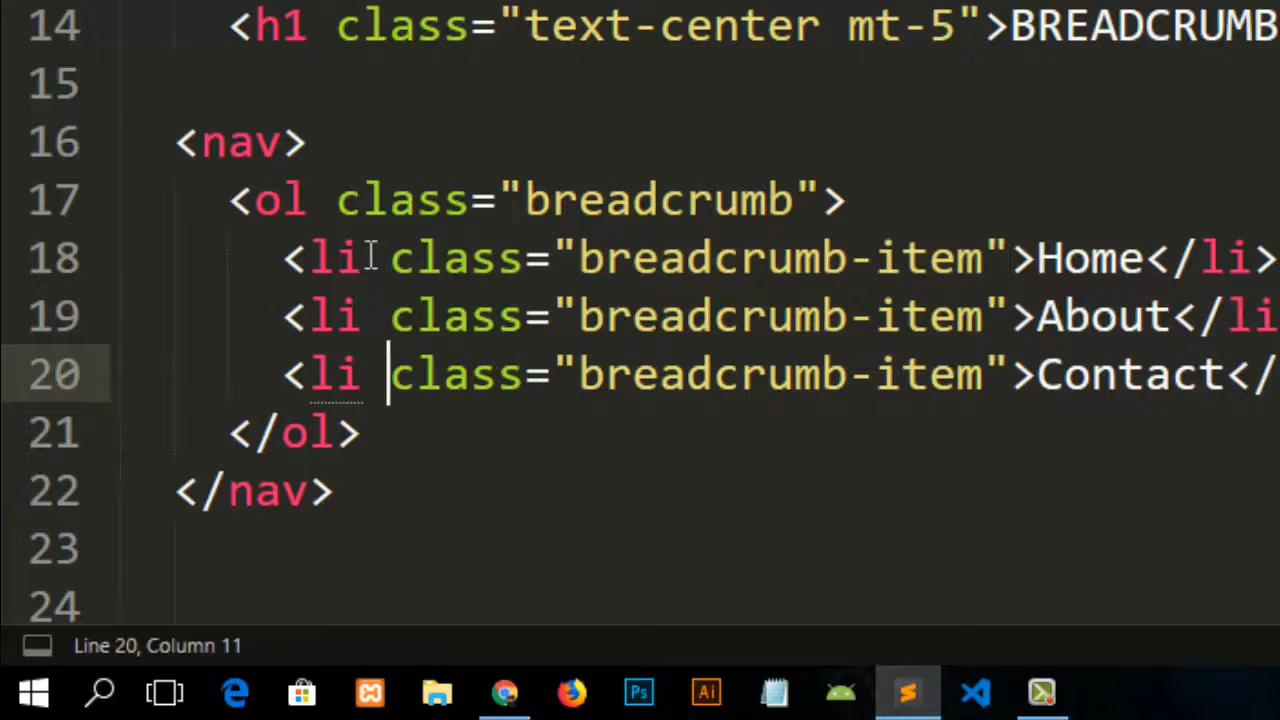 14 <h1 class="text-center mt-5">BREADCRUMB
15
16 <nav>
17 <ol class="breadcrumb">
18 <li class="breadcrumb-item">Home</li>
19 <li class="breadcrumb-item">About</li
20 <li class="breadcrumb-item">Contact</
21 </ol>
22 </nav>
23
24
Line 20, Column 11
Ps Ai